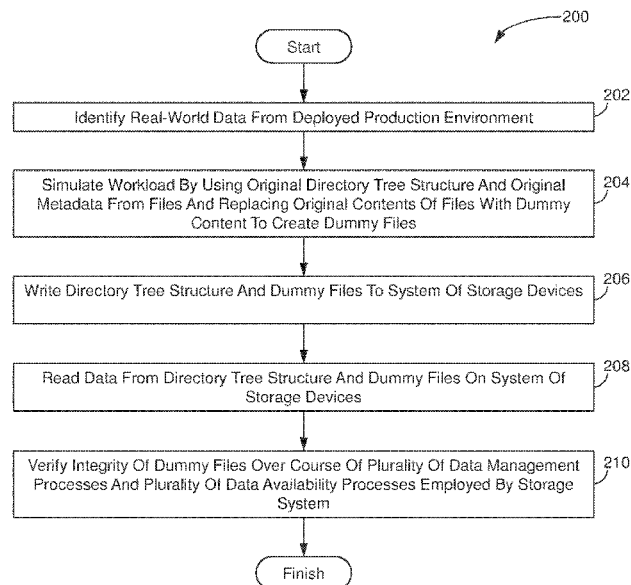 200
Start
202
Identify Real-World Data From Deployed Production Environment
204
Simulate Workload By Using Original Directory Tree Structure And Original
Metadata From Files And Replacing Original Contents Of Files With Dummy
Content To Create Dummy Files
206
Write Directory Tree Structure And Dummy Files To System Of Storage Devices
208
Read Data From Directory Tree Structure And Dummy Files On System Of
Storage Devices
210
Verify Integrity Of Dummy Files Over Course Of Plurality Of Data Management
Processes And Plurality Of Data Availability Processes Employed By Storage
System
Finish